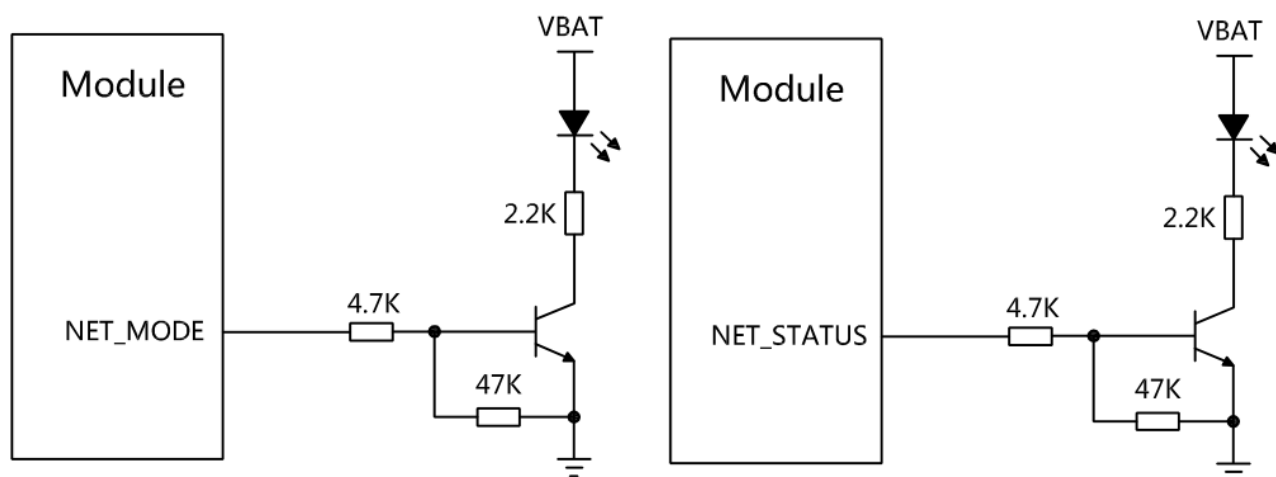 VBAT
Module
2.2K
4.7K
NET_MODE
47K
VBAT
Module
2.2K
4.7K
NET_STATUS
47K